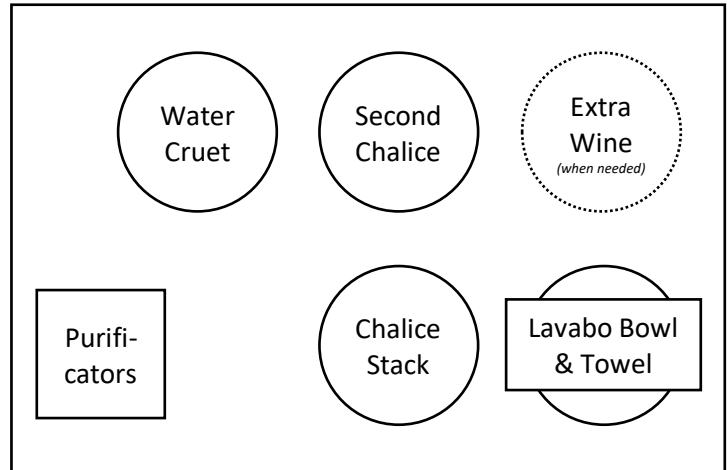 Water
Cruet
Second
Chalice
Extra
Wine
(when needed)
Purifi-
cators
Chalice
Stack
Lavabo Bowl
& Towel